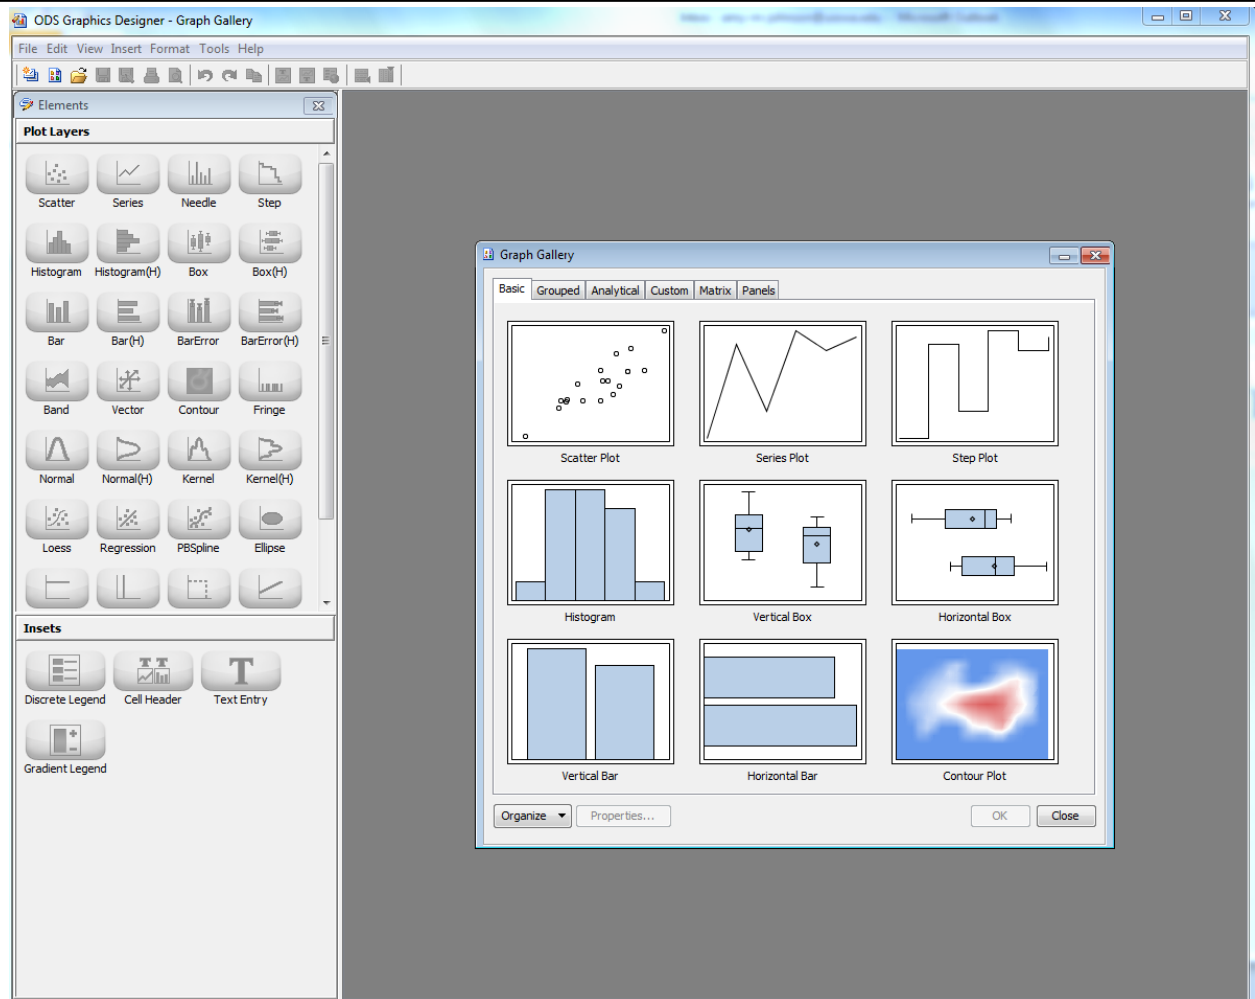 ODS Graphics Designer - Graph Gallery
File Edit View Insert Format Tools Help
Elements
Plot Layers
Scatter Series Needle Step
Histogram Histogram(H) Box Box(H)
Bar Bar(H) BarError BarError(H)
Band Vector Contour Fringe
Normal Normal(H) Kernel Kernel(H)
Loess Regression PBSpline Ellipse
Insets
Discrete Legend Cell Header Text Entry
Gradient Legend
Graph Gallery
Basic Grouped Analytical Custom Matrix Panels
Scatter Plot Series Plot Step Plot
Histogram Vertical Box Horizontal Box
Vertical Bar Horizontal Bar Contour Plot
Organize Properties... OK Close